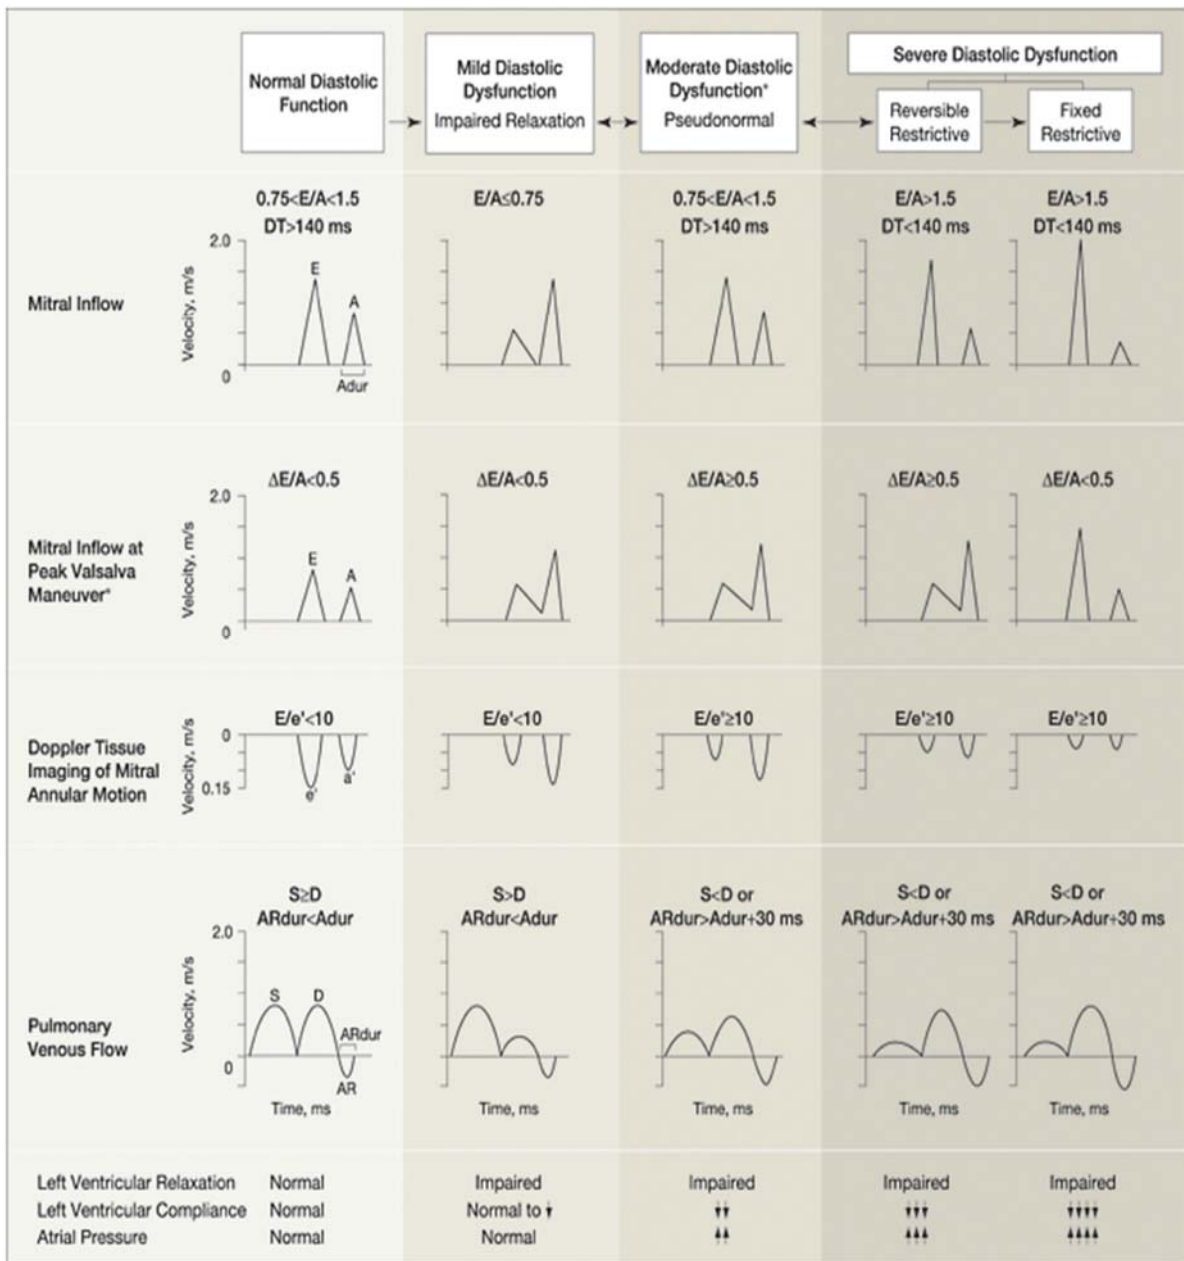 Normal Diastolic
Function
Mild Diastolic
Dysfunction
Impaired Relaxation
Moderate Diastolic
Dysfunction*
Pseudonormal
Severe Diastolic Dysfunction
Reversible
Restrictive
Fixed
Restrictive
Mitral Inflow
0.75<E/A<1.5
DT>140 ms
E/A≤0.75
0.75<E/A<1.5
DT>140 ms
E/A>1.5
DT<140 ms
E/A>1.5
DT<140 ms
Velocity, m/s
2.0
0
E
A
Adur
Mitral Inflow at
Peak Valsalva
Maneuver*
ΔE/A<0.5
ΔE/A<0.5
ΔE/A≥0.5
ΔE/A≥0.5
ΔE/A<0.5
Velocity, m/s
2.0
0
E
A
Doppler Tissue
Imaging of Mitral
Annular Motion
E/e'<10
E/e'<10
E/e'≥10
E/e'≥10
E/e'≥10
Velocity, m/s
0
0.15
e'
a'
Pulmonary
Venous Flow
S≥D
ARdur<Adur
S>D
ARdur<Adur
S<D or
ARdur>Adur+30 ms
S<D or
ARdur>Adur+30 ms
S<D or
ARdur>Adur+30 ms
Velocity, m/s
2.0
0
S
D
ARdur
AR
Time, ms
Time, ms
Time, ms
Time, ms
Time, ms
Left Ventricular Relaxation Normal Impaired Impaired Impaired Impaired
Left Ventricular Compliance Normal Normal to ↓ ↓↓ ↓↓↓ ↓↓↓↓
Atrial Pressure Normal Normal ↑↑ ↑↑↑ ↑↑↑↑